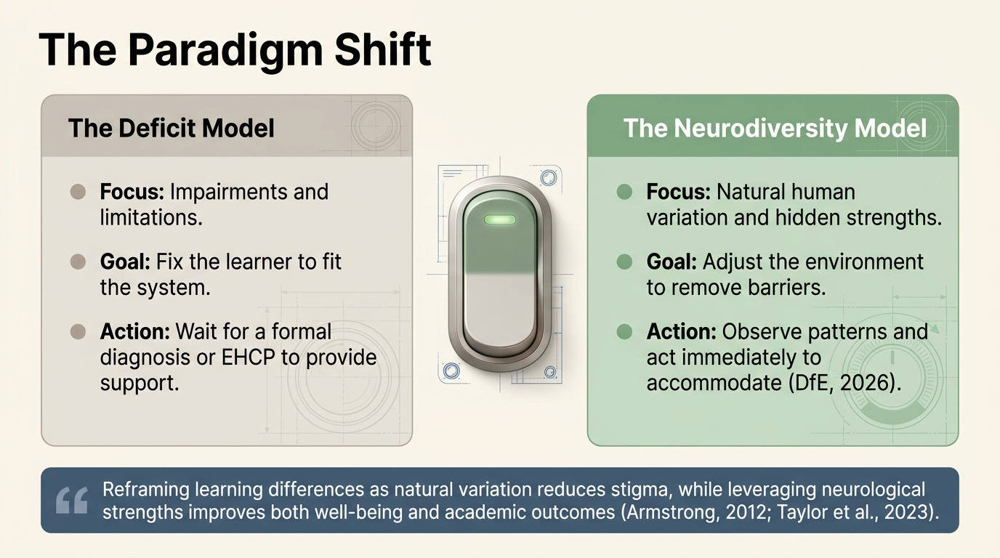 The Paradigm Shift
The Deficit Model
Focus: Impairments and
limitations.
Goal: Fix the learner to fit
the system.
Action: Wait for a formal
diagnosis or EHCP to provide
support.
The Neurodiversity Model
Focus: Natural human
variation and hidden strengths.
Goal: Adjust the environment
to remove barriers.
Action: Observe patterns and
act immediately to
accommodate (DfE, 2026).
“ Reframing learning differences as natural variation reduces stigma, while leveraging neurological
strengths improves both well-being and academic outcomes (Armstrong, 2012; Taylor et al., 2023).